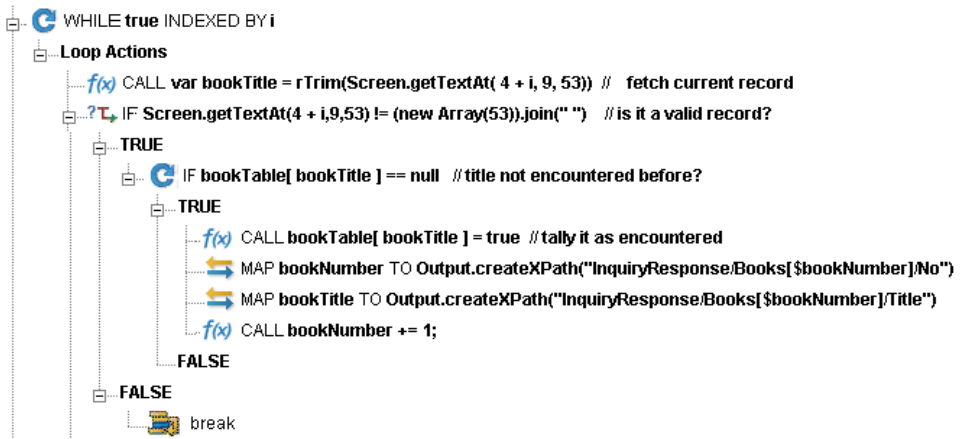 WHILE true INDEXED BY i
Loop Actions
f(x) CALL var bookTitle = rTrim(Screen.getTextAt( 4 + i, 9, 53)) // fetch current record
? IF Screen.getTextAt(4 + i,9,53) != (new Array(53)).join(" ") // is it a valid record?
TRUE
IF bookTable[ bookTitle ] == null // title not encountered before?
TRUE
f(x) CALL bookTable[ bookTitle ] = true // tally it as encountered
MAP bookNumber TO Output.createXPath("InquiryResponse/Books[$bookNumber]/No")
MAP bookTitle TO Output.createXPath("InquiryResponse/Books[$bookNumber]/Title")
f(x) CALL bookNumber += 1;
FALSE
FALSE
break